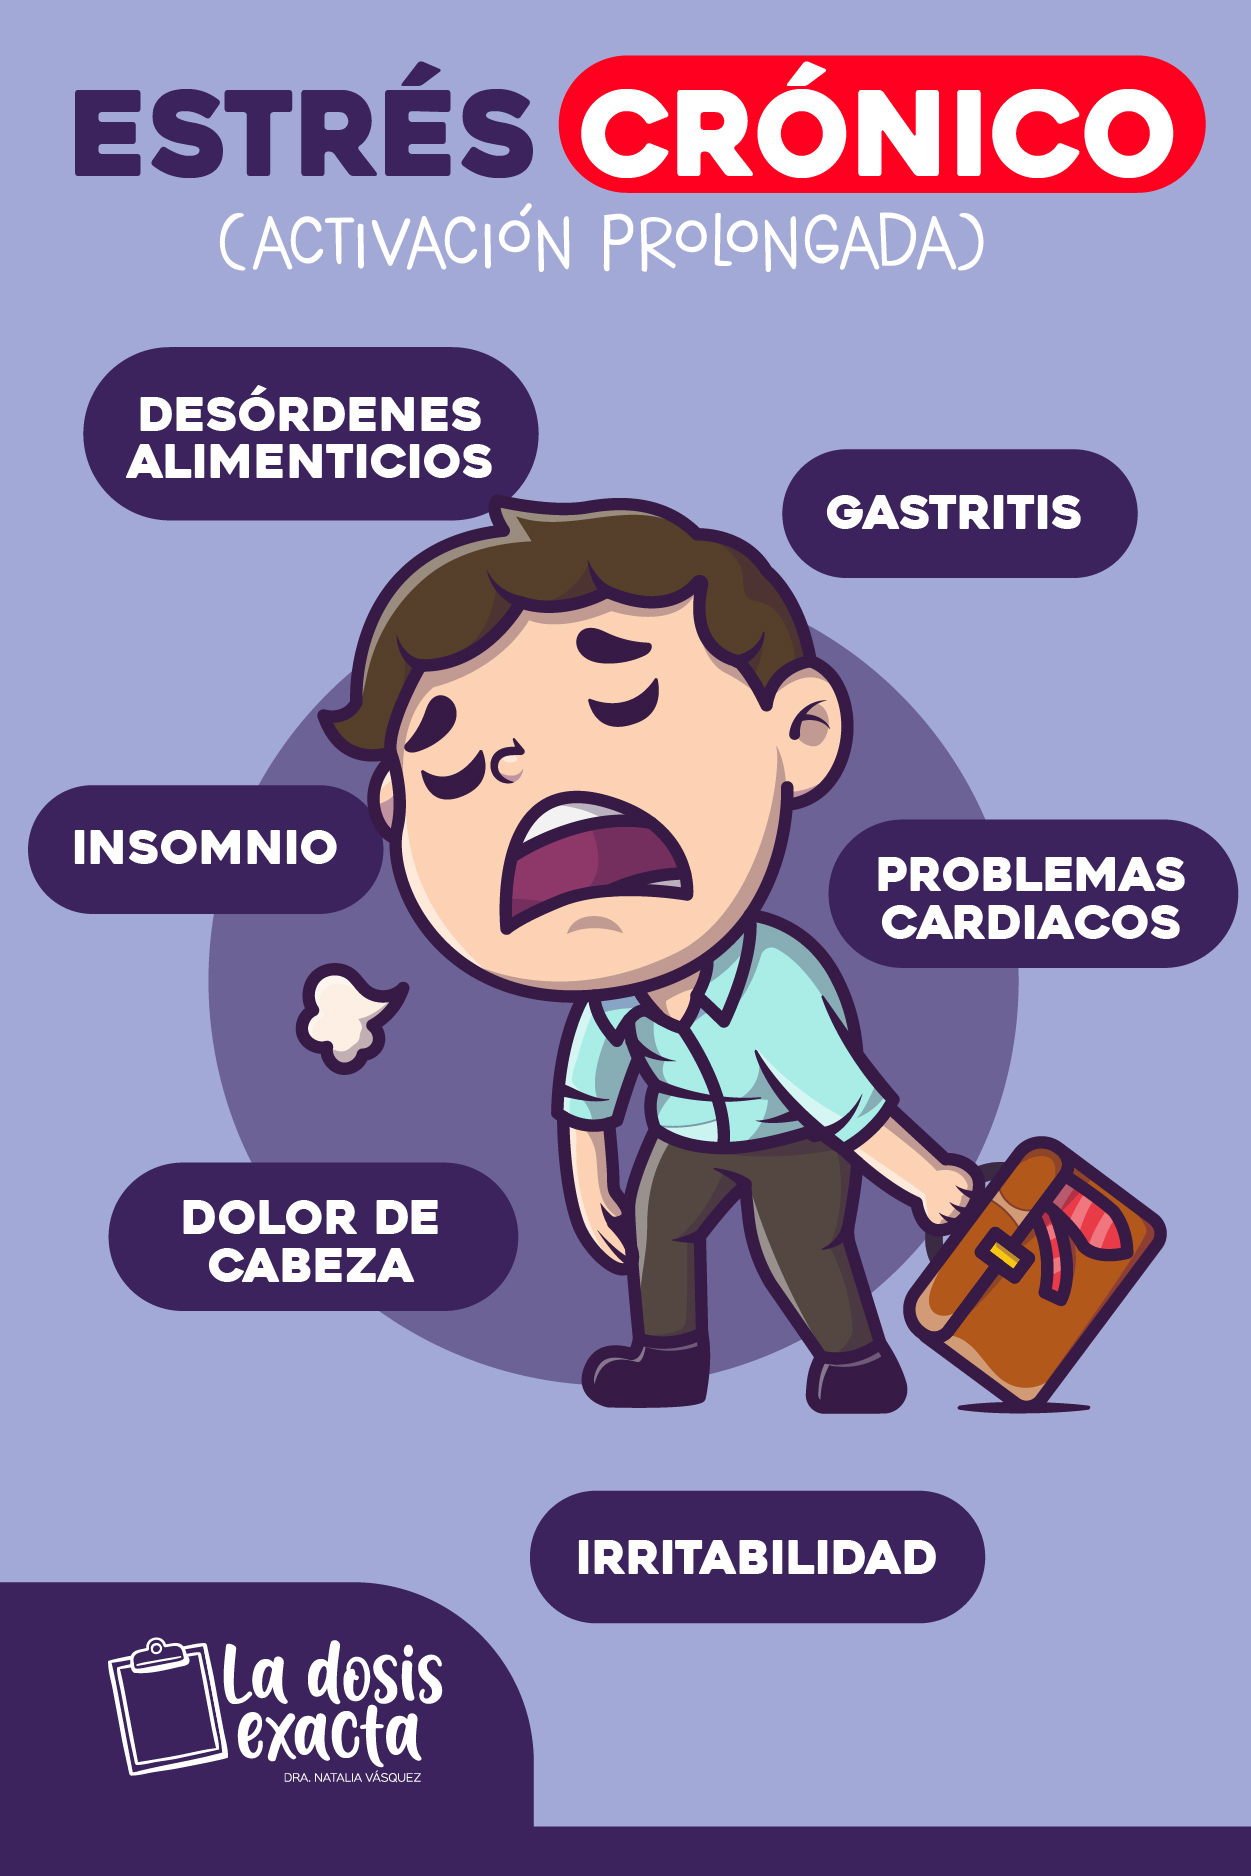 ESTRÉS CRÓNICO
(ACTIVACIÓN PROLONGADA)
DESÓRDENES
ALIMENTICIOS
GASTRITIS
INSOMNIO
PROBLEMAS
CARDIACOS
DOLOR DE
CABEZA
IRRITABILIDAD
La dosis
exacta
DRA. NATALIA VÁSQUEZ